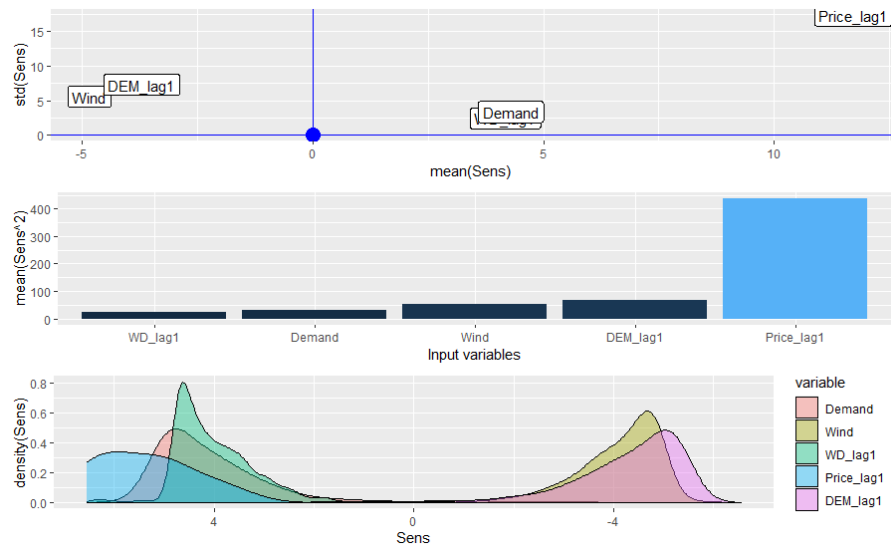 Price_lag1
15
10
5
0
std(Sens)
DEM_lag1
Wind
Demand
-5
0
5
10
mean(Sens)
400
300
200
100
0
mean(Sens^2)
WD_lag1
Demand
Wind
DEM_lag1
Price_lag1
Input variables
0.8
0.6
0.4
0.2
0.0
density(Sens)
4
0
-4
Sens
variable
Demand
Wind
WD_lag1
Price_lag1
DEM_lag1